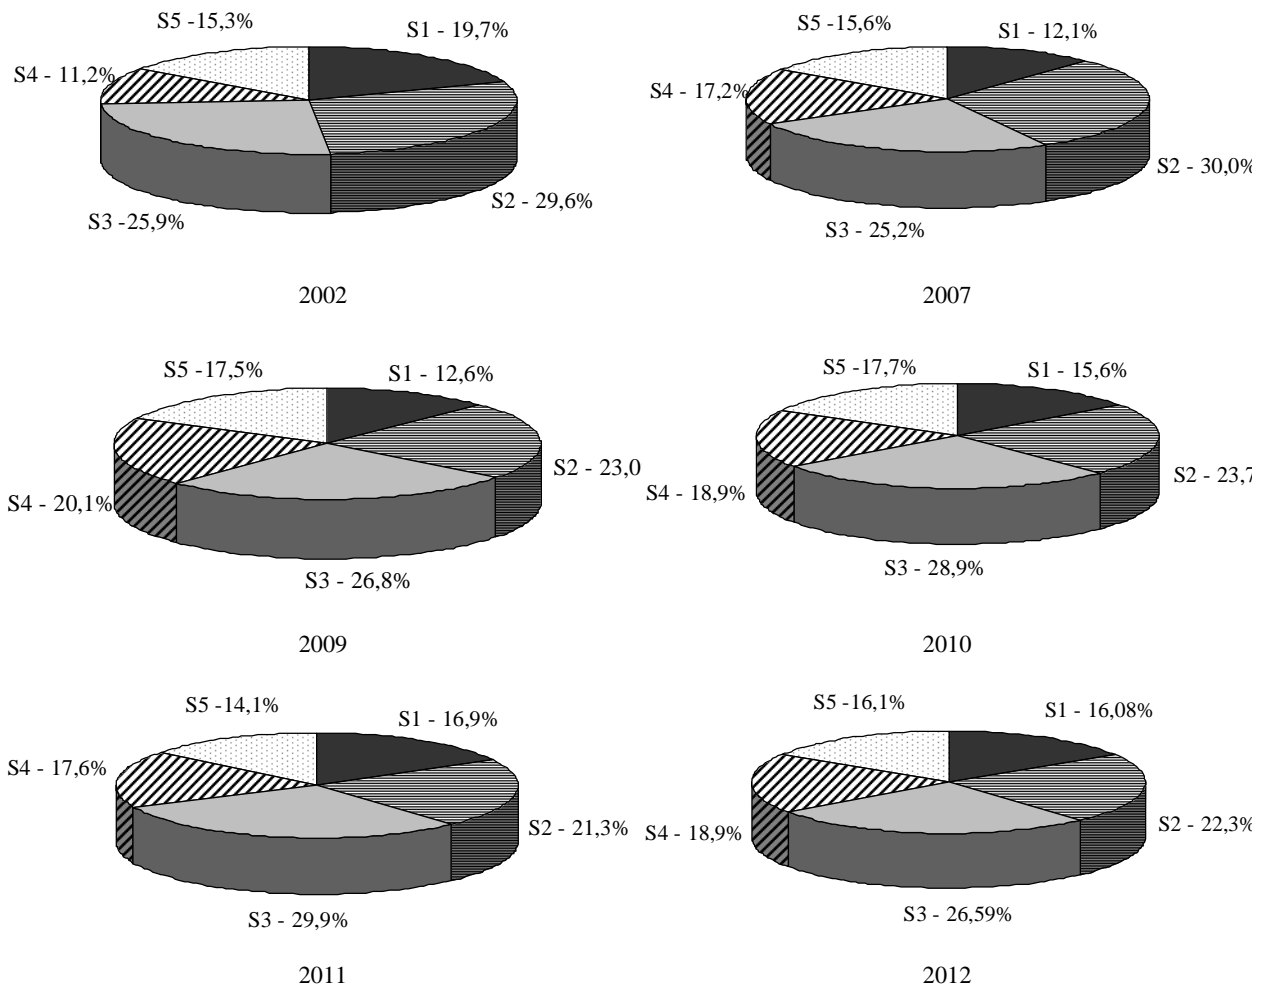 S5 -15,3%
S1 - 19,7%
S4 - 11,2%
S2 - 29,6%
S3 -25,9%
2002
S5 -15,6%
S1 - 12,1%
S4 - 17,2%
S2 - 30,0%
S3 - 25,2%
2007
S5 -17,5%
S1 - 12,6%
S2 - 23,0
S4 - 20,1%
S3 - 26,8%
2009
S5 -17,7%
S1 - 15,6%
S2 - 23,7
S4 - 18,9%
S3 - 28,9%
2010
S5 -14,1%
S1 - 16,9%
S4 - 17,6%
S2 - 21,3%
S3 - 29,9%
2011
S5 -16,1%
S1 - 16,08%
S4 - 18,9%
S2 - 22,3%
S3 - 26,59%
2012